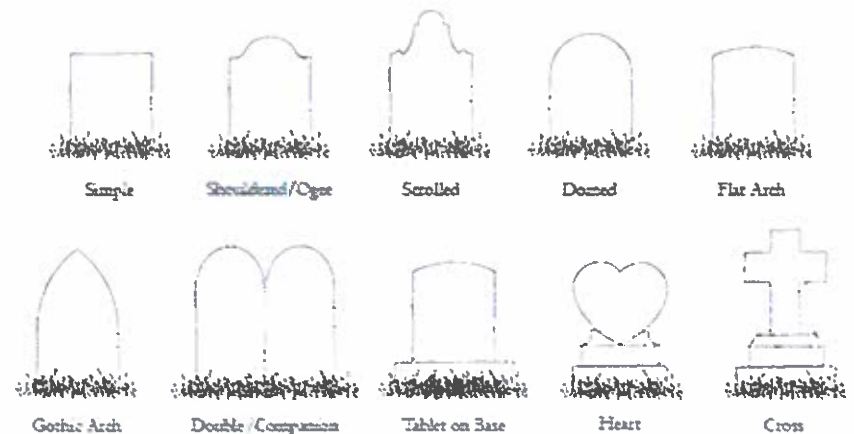 Simple
Shouldered/Ogee
Scrolled
Domed
Flat Arch
Gothic Arch
Double/Companion
Tablet on Base
Heart
Cross